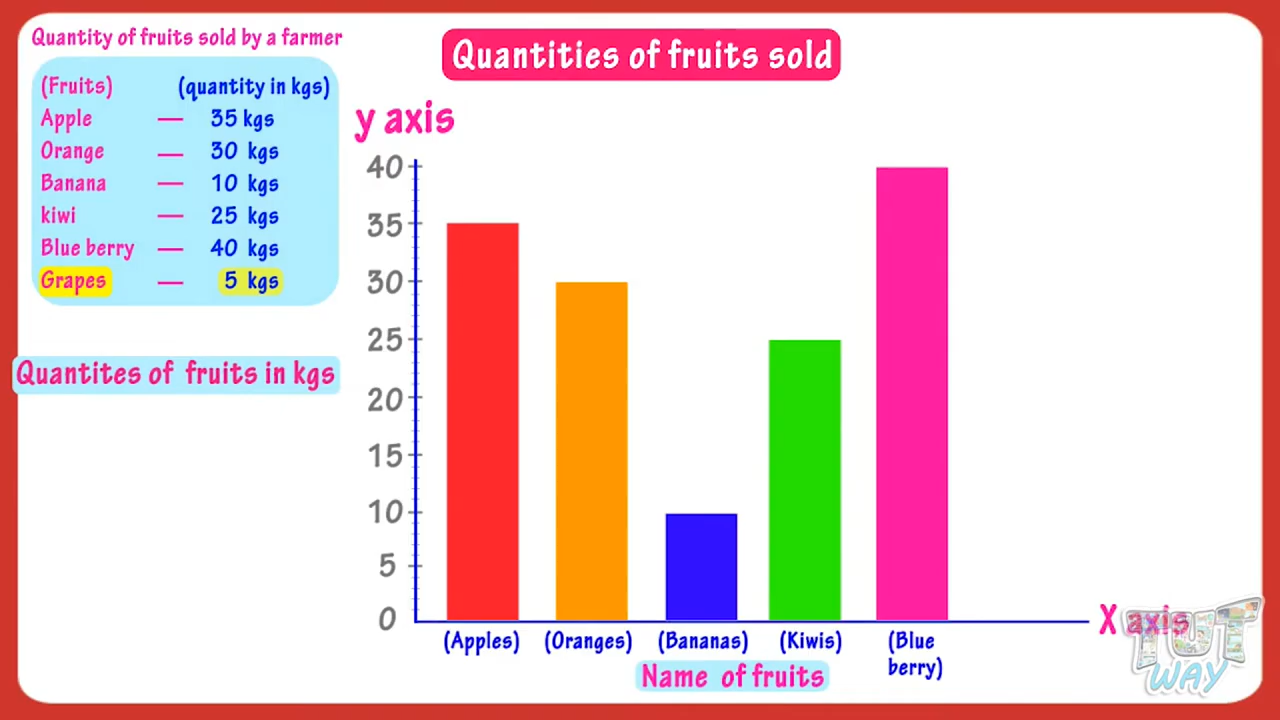 Quantity of fruits sold by a farmer
(Fruits) (quantity in kgs)
Apple — 35 kgs
Orange — 30 kgs
Banana — 10 kgs
kiwi — 25 kgs
Blue berry — 40 kgs
Grapes — 5 kgs
Quantites of fruits in kgs
Quantities of fruits sold
y axis
40
35
30
25
20
15
10
5
0
(Apples) (Oranges) (Bananas) (Kiwis) (Blue
berry)
Name of fruits
X axis
TUT
WAY